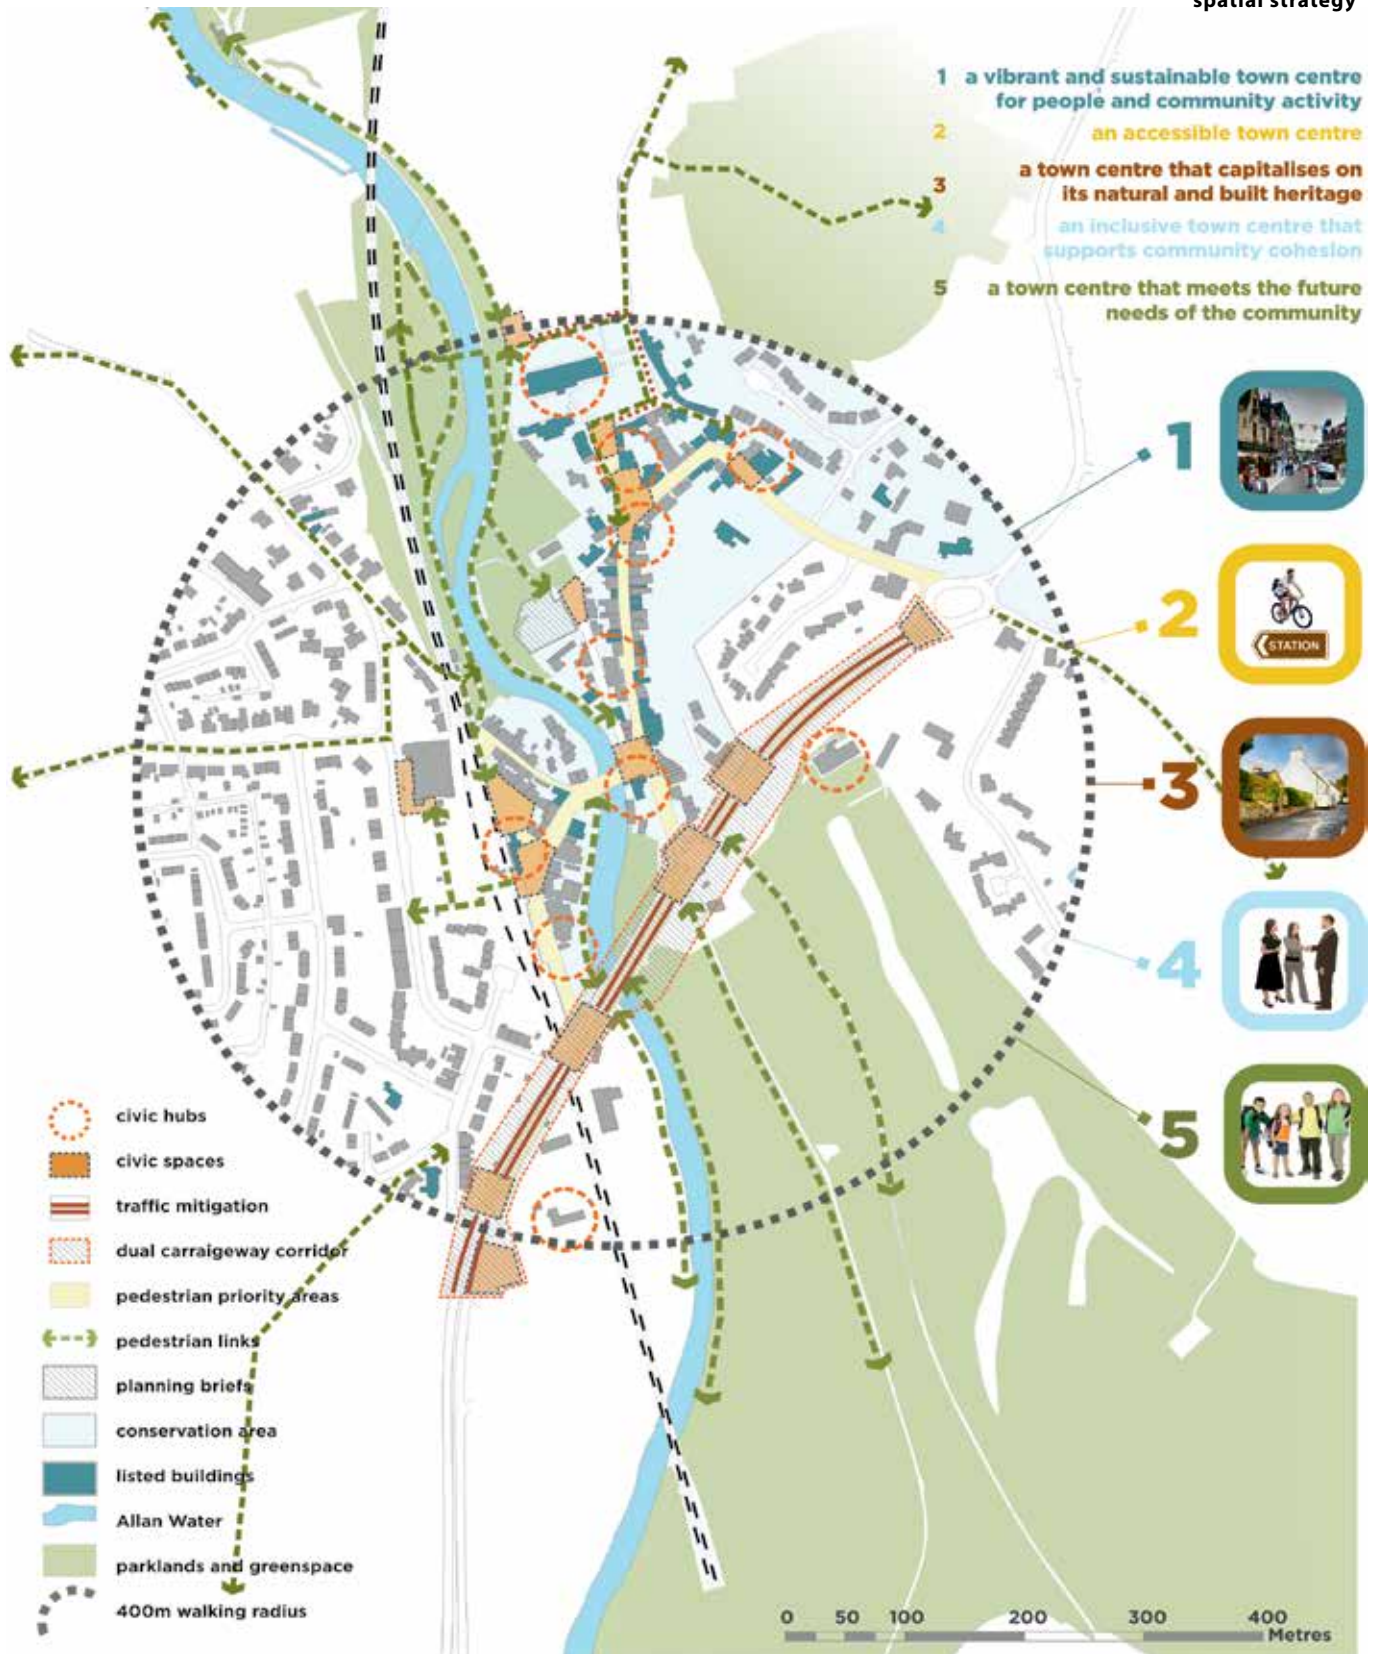 spatial strategy
1 a vibrant and sustainable town centre
for people and community activity
2 an accessible town centre
3 a town centre that capitalises on
its natural and built heritage
4 an inclusive town centre that
supports community cohesion
5 a town centre that meets the future
needs of the community
1
2
STATION
3
4
5
civic hubs
civic spaces
traffic mitigation
dual carraigeway corridor
pedestrian priority areas
pedestrian links
planning briefs
conservation area
listed buildings
Allan Water
parklands and greenspace
400m walking radius
0 50 100 200 300 400
Metres